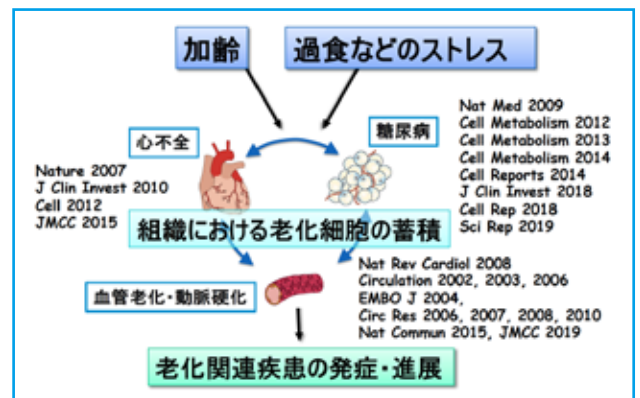 加齢
過食などのストレス
心不全
糖尿病
Nature 2007
J Clin Invest 2010
Cell 2012
JMCC 2015
Nat Med 2009
Cell Metabolism 2012
Cell Metabolism 2013
Cell Metabolism 2014
Cell Reports 2014
J Clin Invest 2018
Cell Rep 2018
Sci Rep 2019
組織における老化細胞の蓄積
血管老化・動脈硬化
Nat Rev Cardiol 2008
Circulation 2002, 2003, 2006
EMBO J 2004,
Circ Res 2006, 2007, 2008, 2010
Nat Commun 2015, JMCC 2019
老化関連疾患の発症・進展